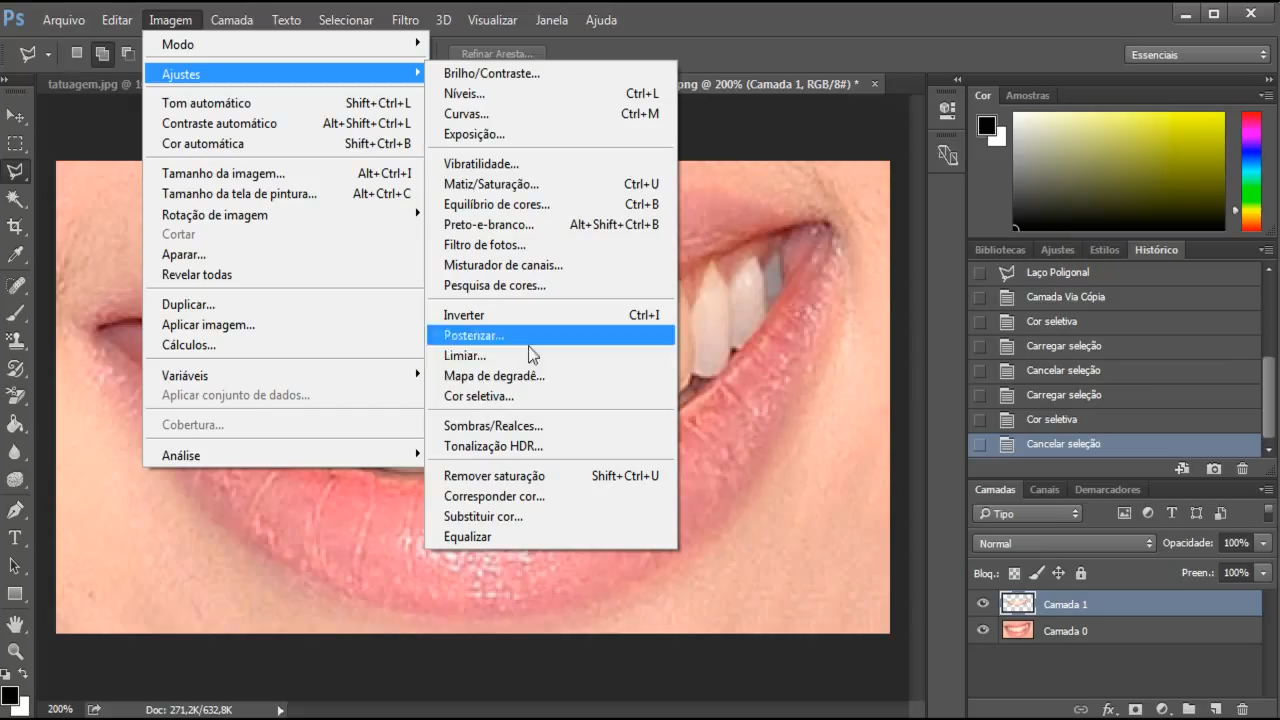 Ps Arquivo Editar Imagem Camada Texto Selecionar Filtro 3D Visualizar Janela Ajuda
Refinar Aresta... Essenciais
tatuagem.jpg @ 1
png @ 200% (Camada 1, RGB/8#) *
Modo
Ajustes
Tom automático Shift+Ctrl+L
Contraste automático Alt+Shift+Ctrl+L
Cor automática Shift+Ctrl+B
Tamanho da imagem... Alt+Ctrl+I
Tamanho da tela de pintura... Alt+Ctrl+C
Rotação de imagem
Cortar
Aparar...
Revelar todas
Duplicar...
Aplicar imagem...
Cálculos...
Variáveis
Aplicar conjunto de dados...
Cobertura...
Análise
Brilho/Contraste...
Níveis... Ctrl+L
Curvas... Ctrl+M
Exposição...
Vibratilidade...
Matiz/Saturação... Ctrl+U
Equilíbrio de cores... Ctrl+B
Preto-e-branco... Alt+Shift+Ctrl+B
Filtro de fotos...
Misturador de canais...
Pesquisa de cores...
Inverter Ctrl+I
Posterizar...
Limiar...
Mapa de degradê...
Cor seletiva...
Sombras/Realces...
Tonalização HDR...
Remover saturação Shift+Ctrl+U
Corresponder cor...
Substituir cor...
Equalizar
Cor Amostras
Bibliotecas Ajustes Estilos Histórico
Laço Poligonal
Camada Via Cópia
Cor seletiva
Carregar seleção
Cancelar seleção
Carregar seleção
Cor seletiva
Cancelar seleção
Camadas Canais Demarcadores
Tipo
Normal Opacidade: 100%
Bloq.: Preen.: 100%
Camada 1
Camada 0
200% Doc: 271,2K/632,8K